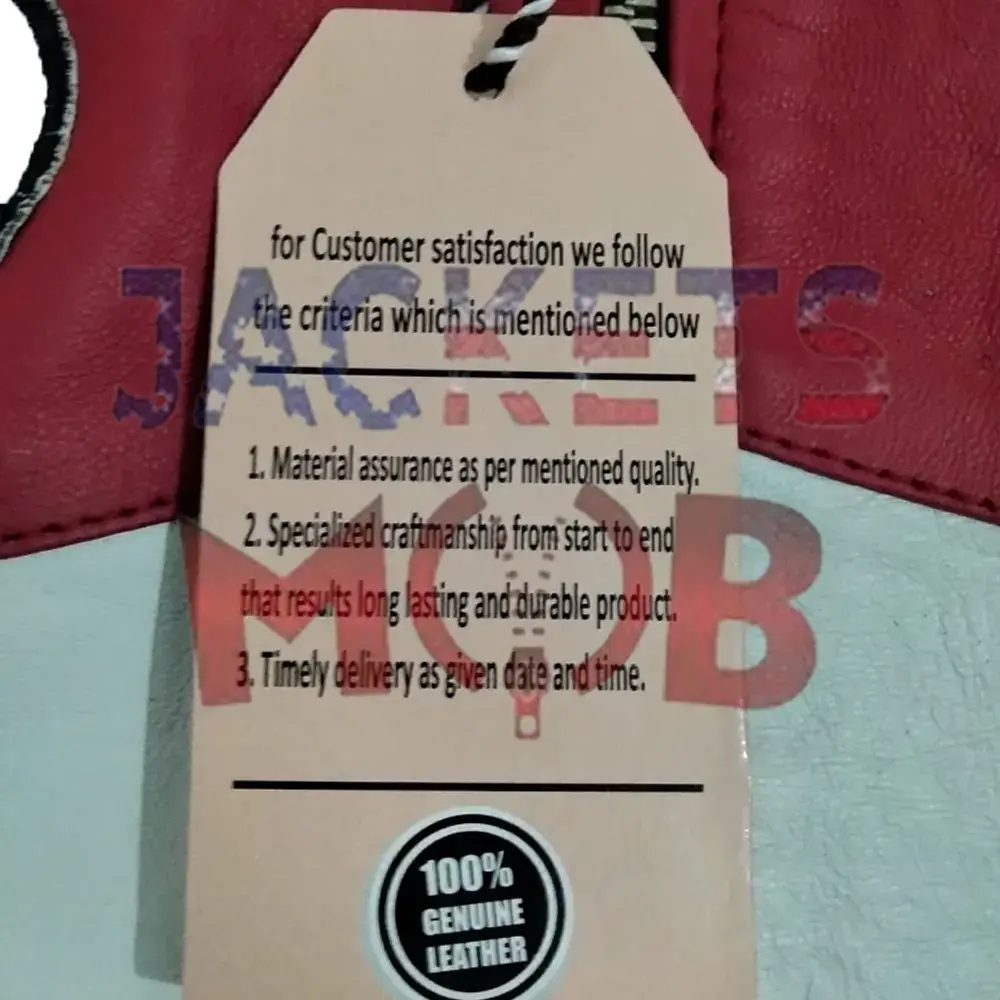 for Customer satisfaction we follow
the criteria which is mentioned below
JACKETS
1. Material assurance as per mentioned quality.
2. Specialized craftmanship from start to end
that results long lasting and durable product.
3. Timely delivery as given date and time.
MOB
100%
GENUINE
LEATHER